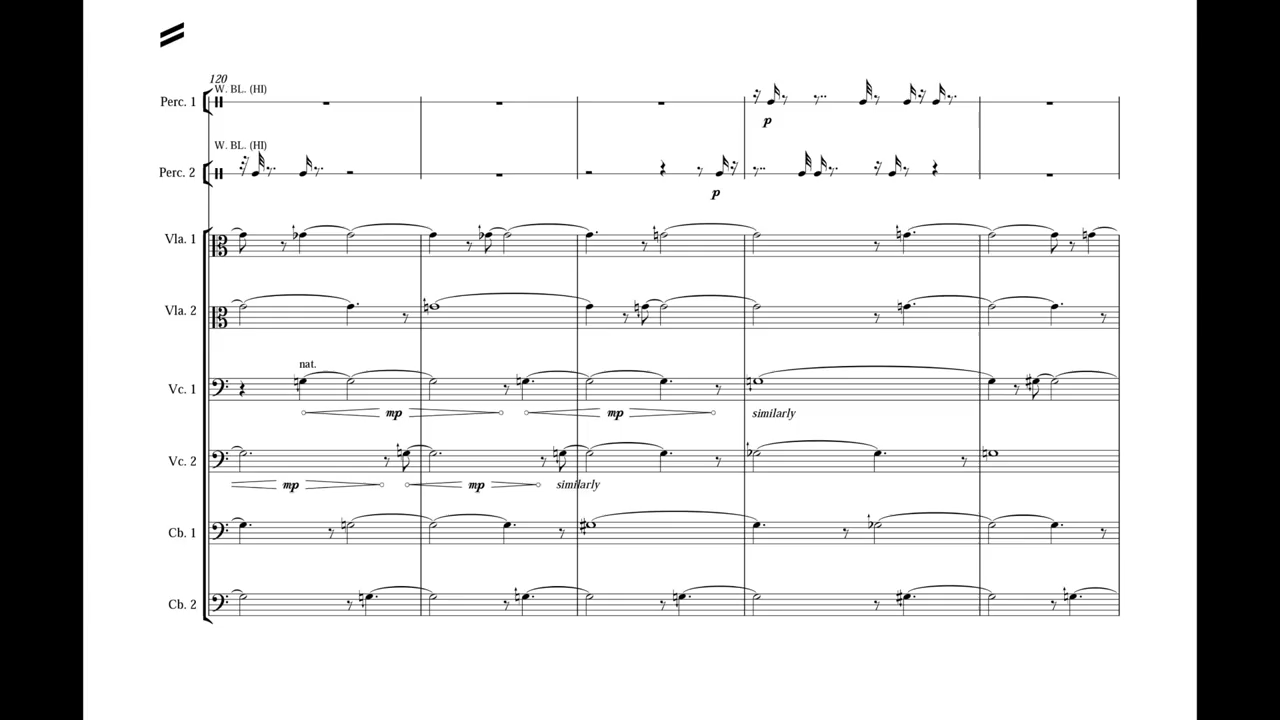 120
W. BL. (HI)
Perc. 1
p
W. BL. (HI)
Perc. 2
p
Vla. 1
Vla. 2
nat.
Vc. 1
mp
mp
similarly
Vc. 2
mp
mp
similarly
Cb. 1
Cb. 2